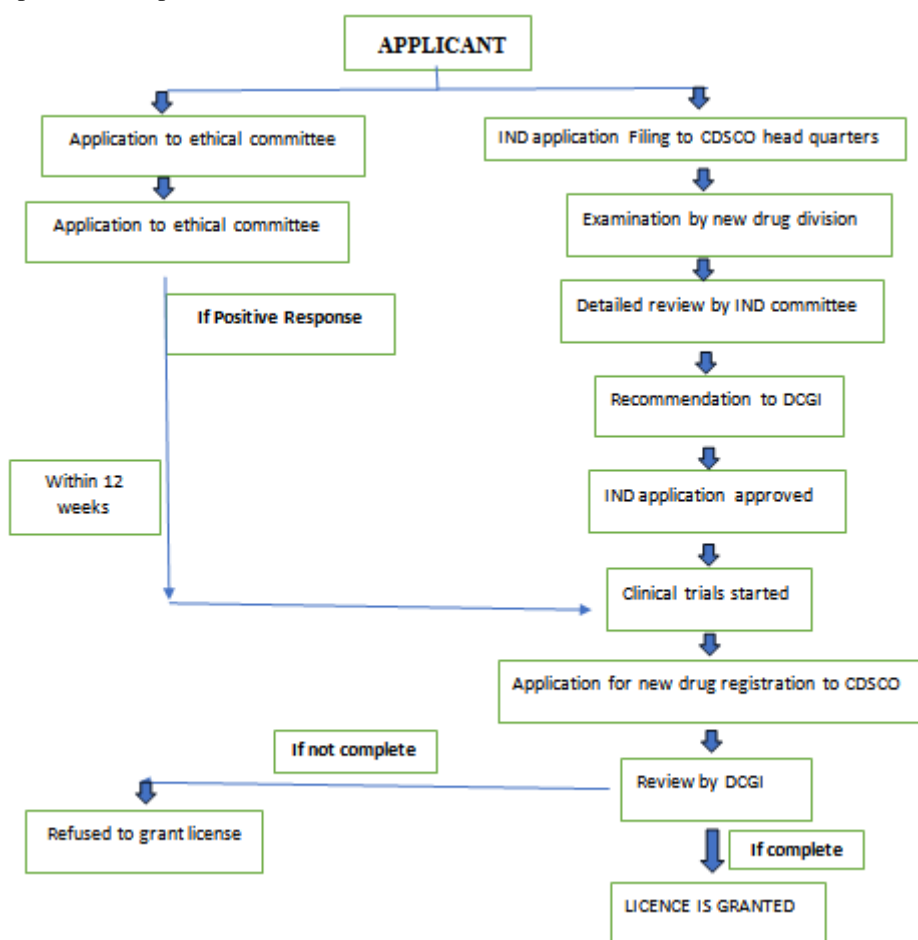 APPLICANT
Application to ethical committee
IND application Filing to CDSCO head quarters
Application to ethical committee
Examination by new drug division
If Positive Response
Detailed review by IND committee
Recommendation to DCGI
Within 12
weeks
IND application approved
Clinical trials started
Application for new drug registration to CDSCO
If not complete
Review by DCGI
Refused to grant license
If complete
LICENCE IS GRANTED